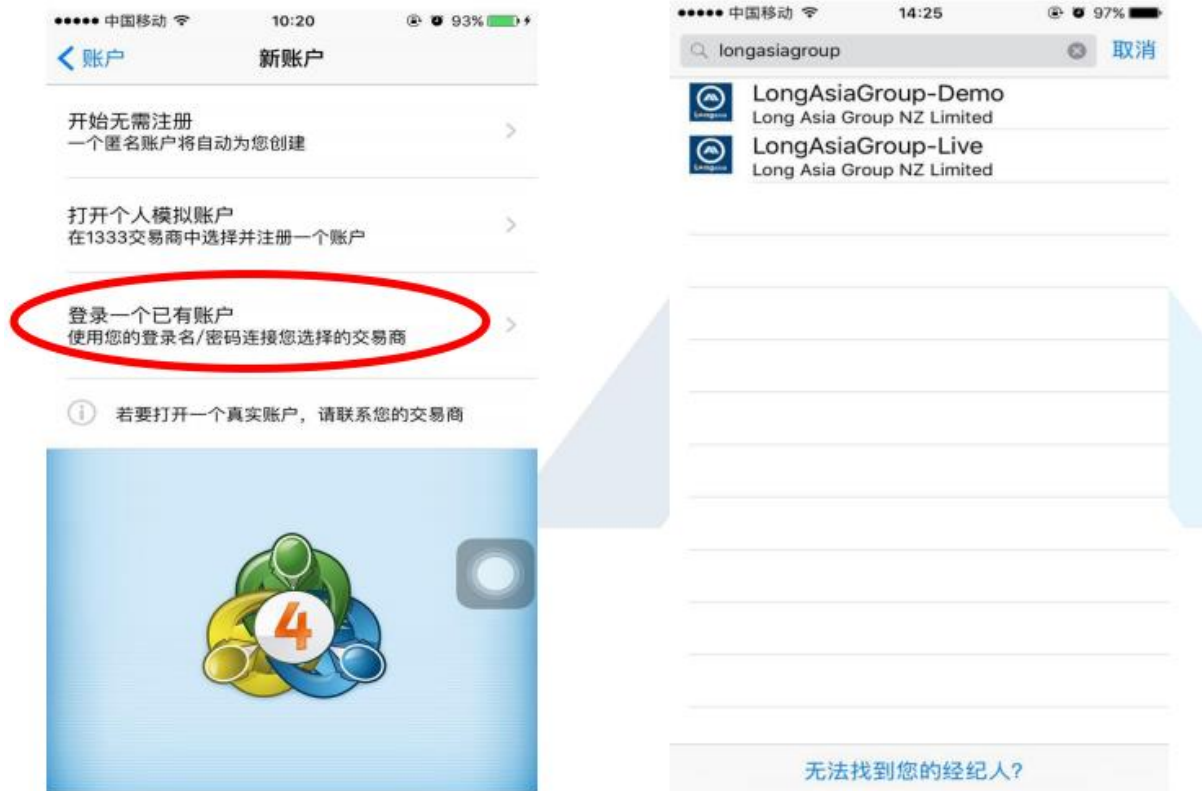 中国移动 10:20 93%
账户 新账户
开始无需注册
一个匿名账户将自动为您创建
打开个人模拟账户
在1333交易商中选择并注册一个账户
登录一个已有账户
使用您的登录名/密码连接您选择的交易商
若要打开一个真实账户，请联系您的交易商
4
中国移动 14:25 97%
longasiagroup 取消
LongAsiaGroup-Demo
Long Asia Group NZ Limited
LongAsiaGroup-Live
Long Asia Group NZ Limited
无法找到您的经纪人?